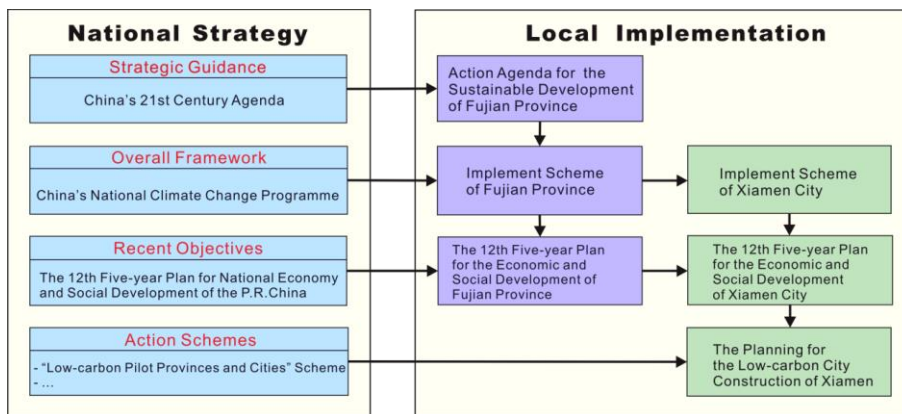 National Strategy
Strategic Guidance
China's 21st Century Agenda
Overall Framework
China's National Climate Change Programme
Recent Objectives
The 12th Five-year Plan for National Economy
and Social Development of the P.R.China
Action Schemes
- "Low-carbon Pilot Provinces and Cities" Scheme
- ...
Local Implementation
Action Agenda for the
Sustainable Development
of Fujian Province
Implement Scheme
of Fujian Province
Implement Scheme
of Xiamen City
The 12th Five-year Plan
for the Economic and
Social Development of
Fujian Province
The 12th Five-year Plan
for the Economic and
Social Development
of Xiamen City
The Planning for
the Low-carbon City
Construction of Xiamen